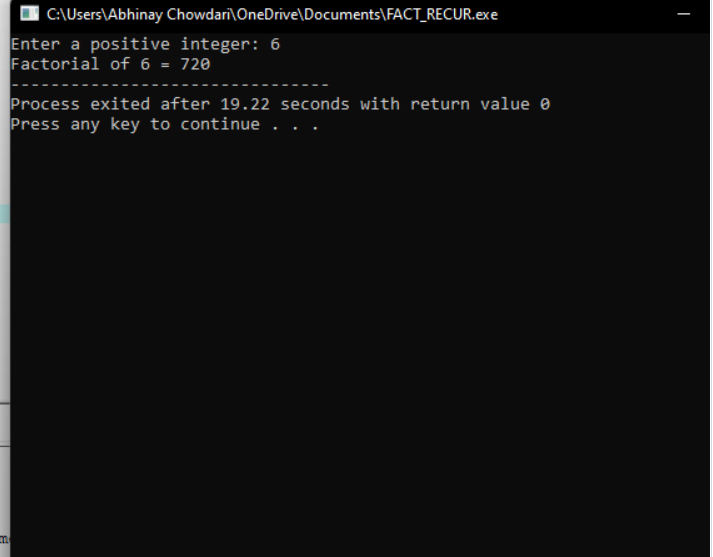 C:\Users\Abhinay Chowdari\OneDrive\Documents\FACT_RECUR.exe
Enter a positive integer: 6
Factorial of 6 = 720
--------------------------------
Process exited after 19.22 seconds with return value 0
Press any key to continue . . .